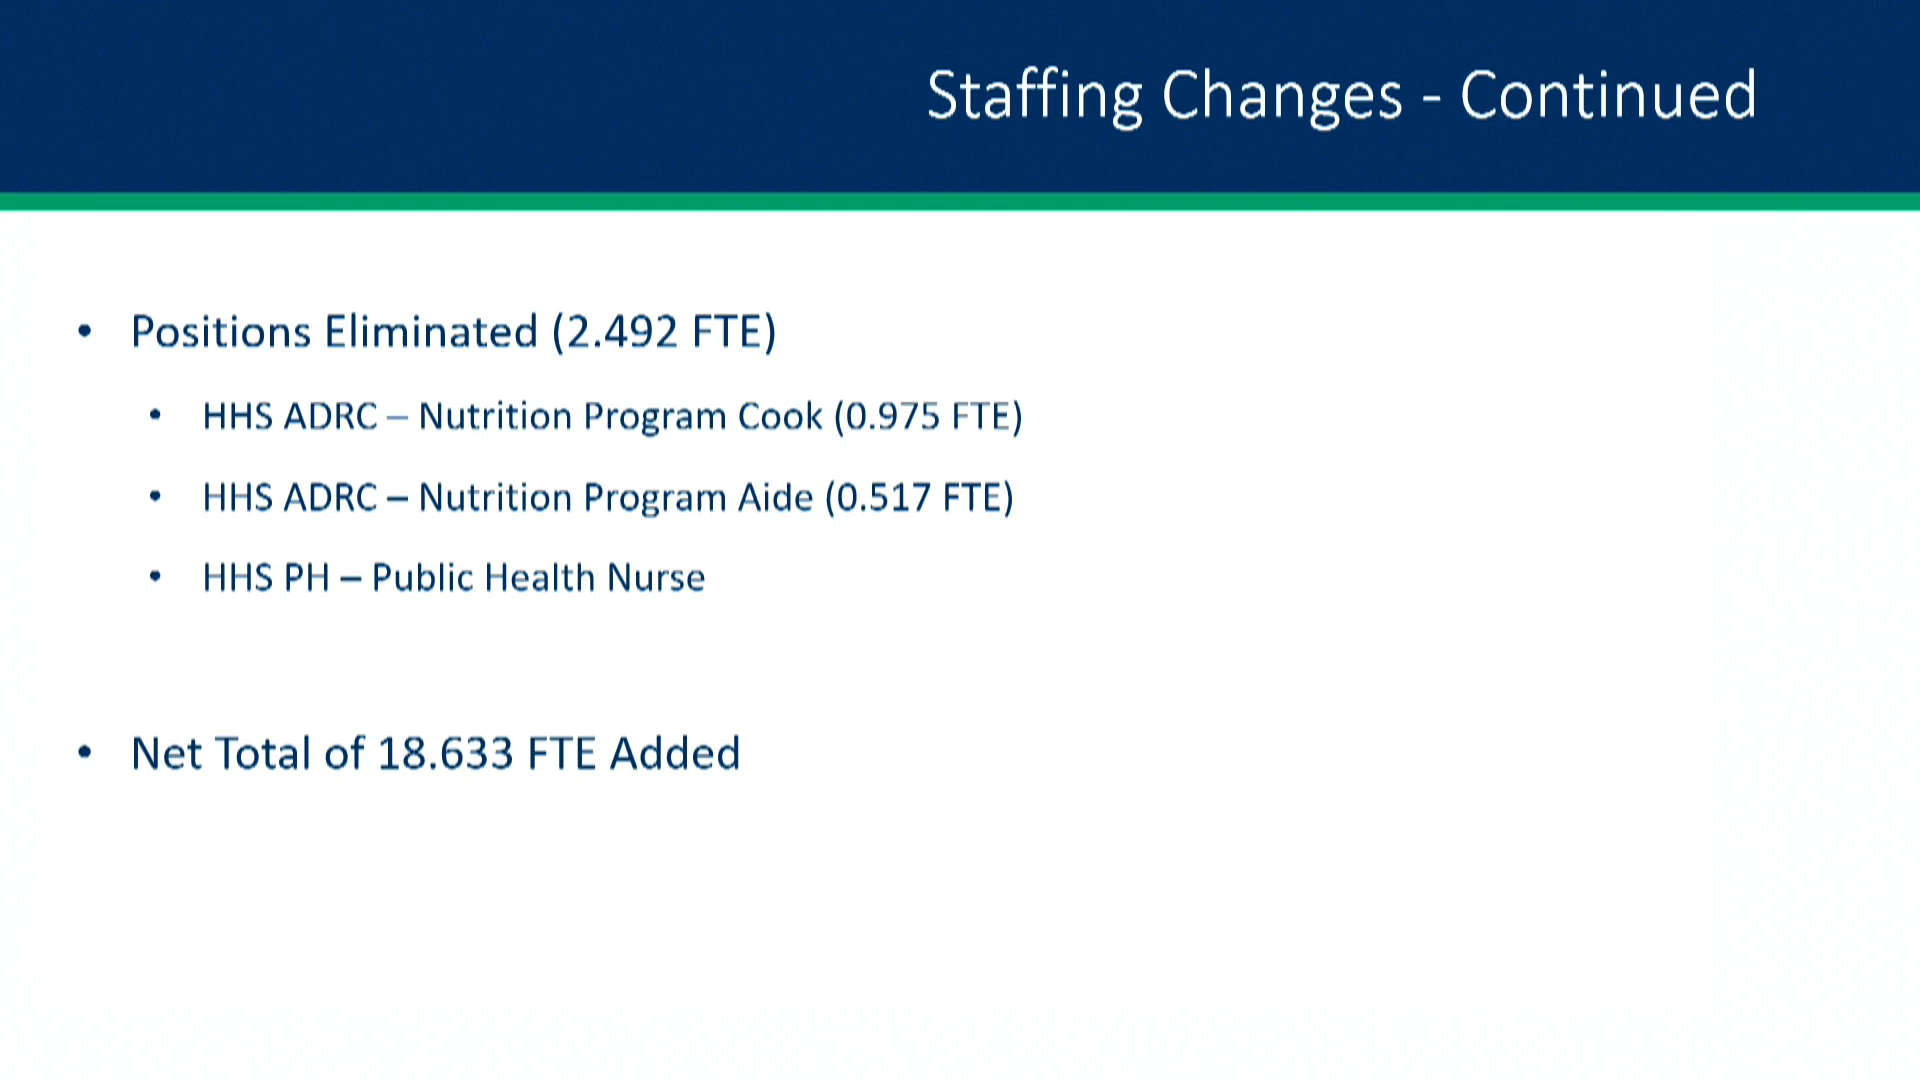 Staffing Changes - Continued
• Positions Eliminated (2.492 FTE)
• HHS ADRC – Nutrition Program Cook (0.975 FTE)
• HHS ADRC – Nutrition Program Aide (0.517 FTE)
• HHS PH – Public Health Nurse
• Net Total of 18.633 FTE Added